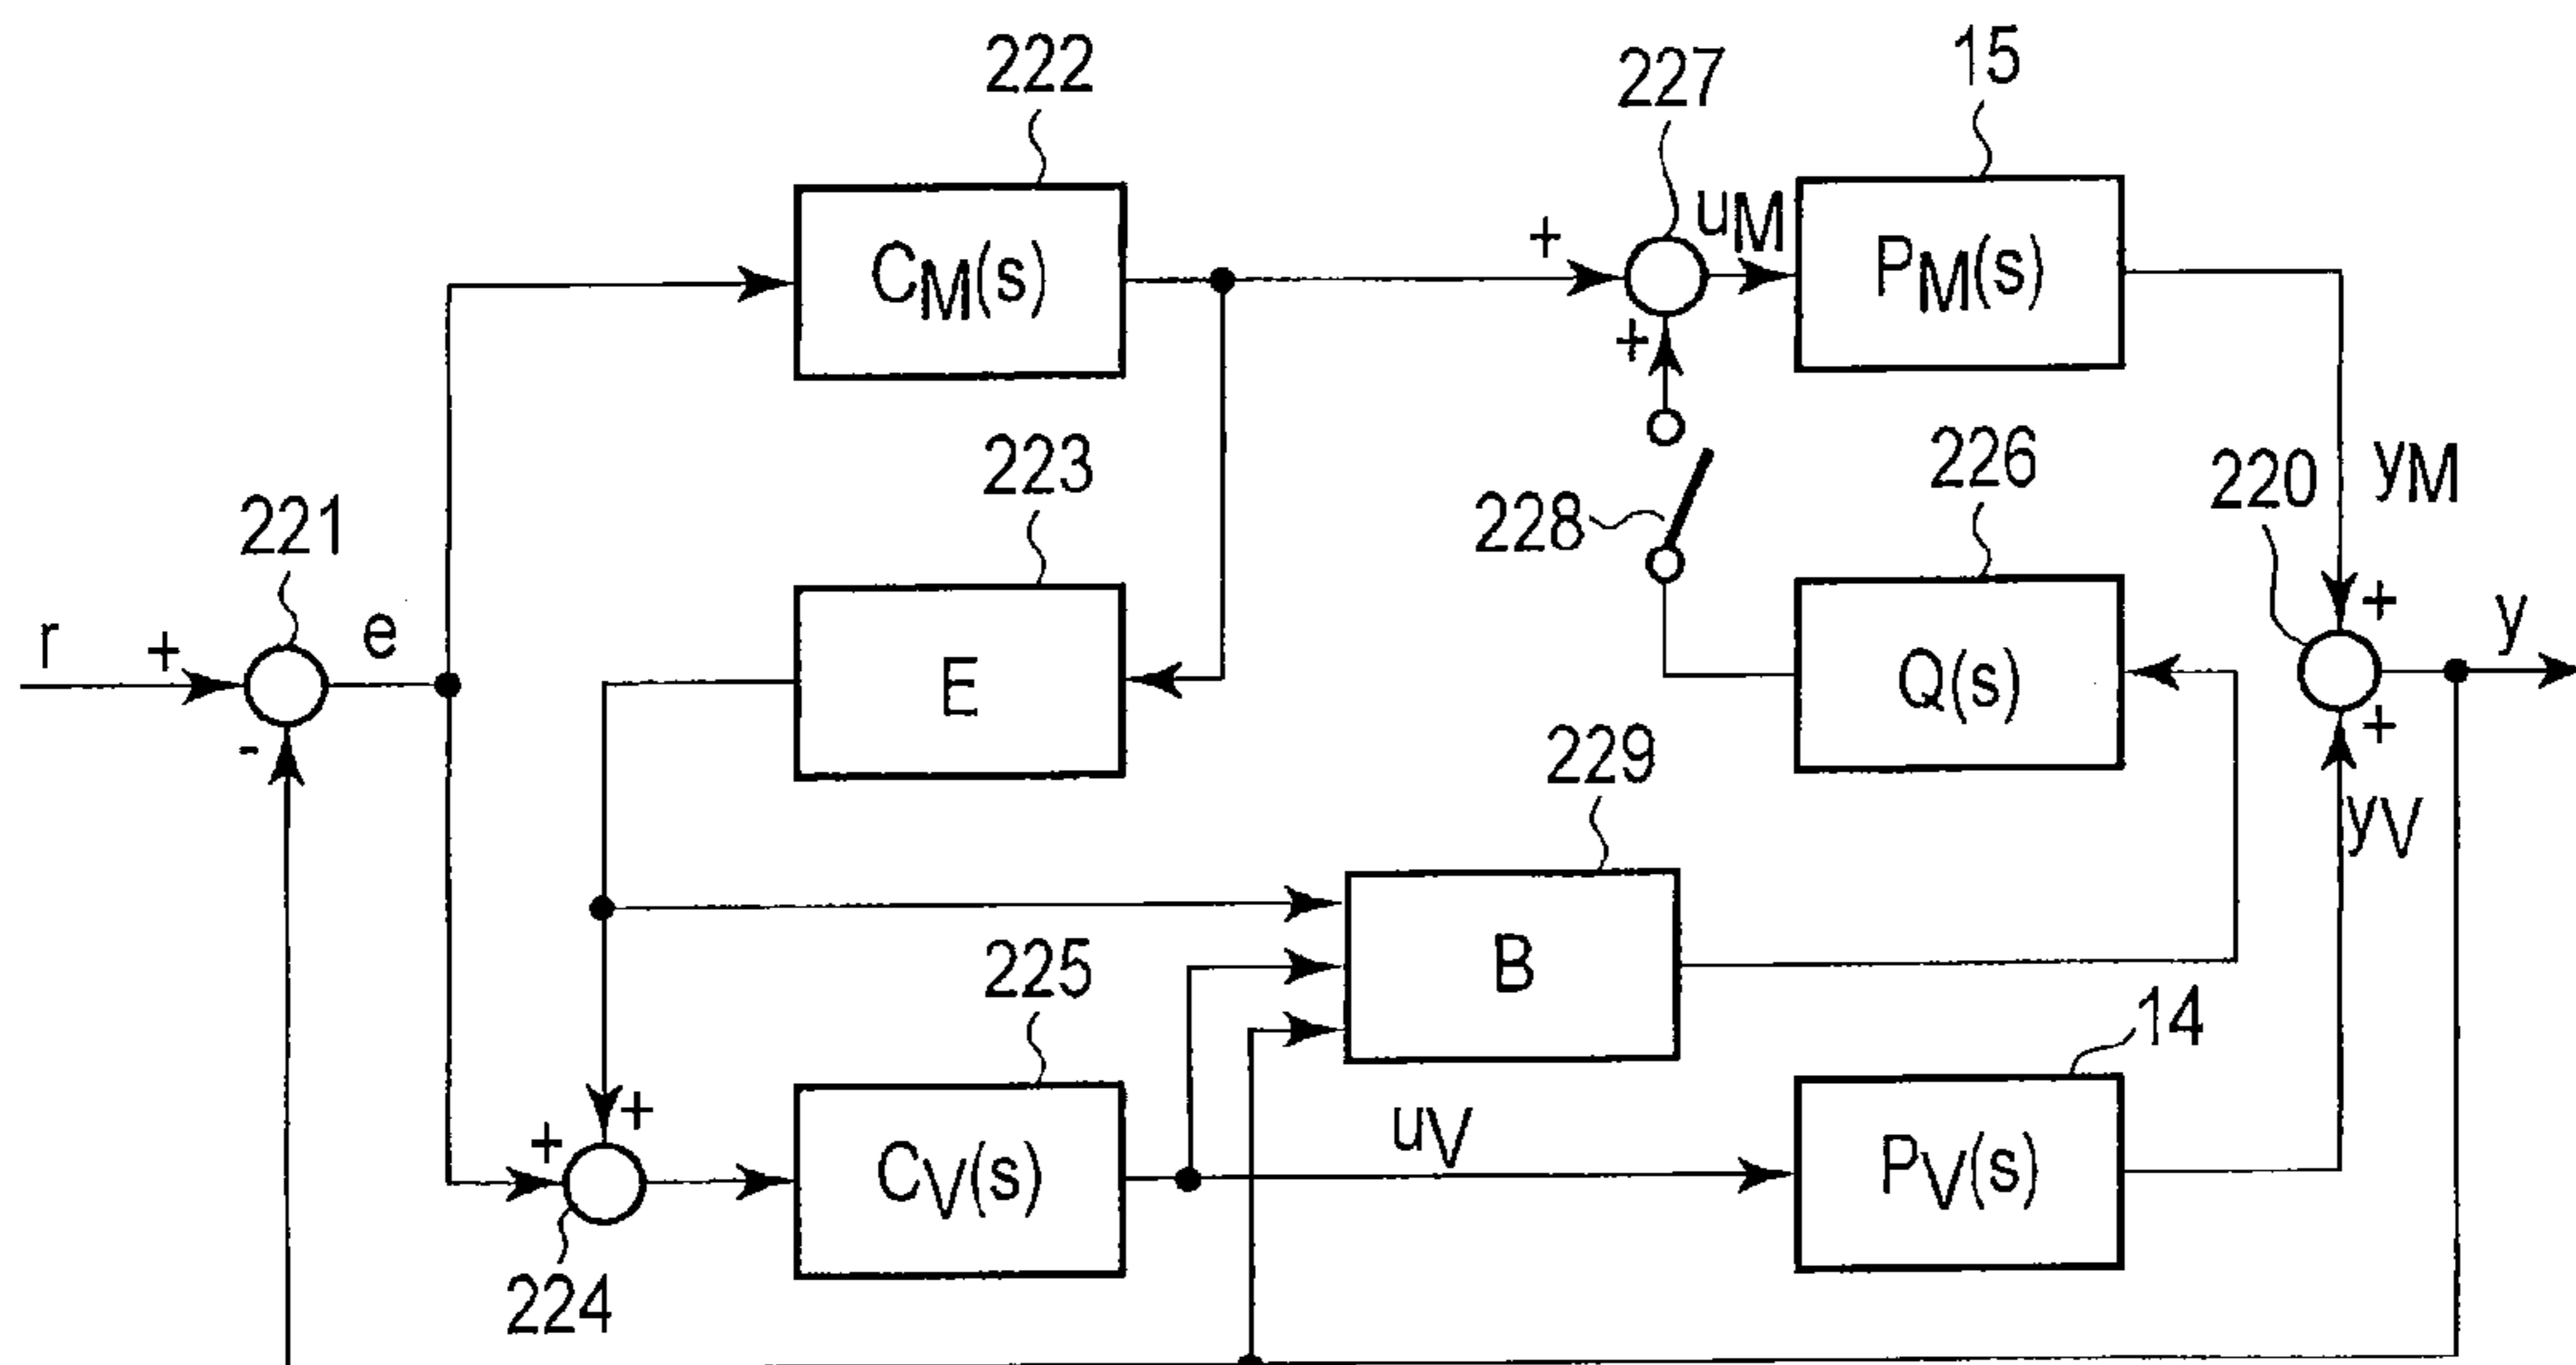 222
227
15
+
uM
CM(s)
PM(s)
+
223
226
220
yM
221
228
r
+
e
E
Q(s)
+
y
-
+
229
yV
225
B
14
+
+
uV
CV(s)
PV(s)
224